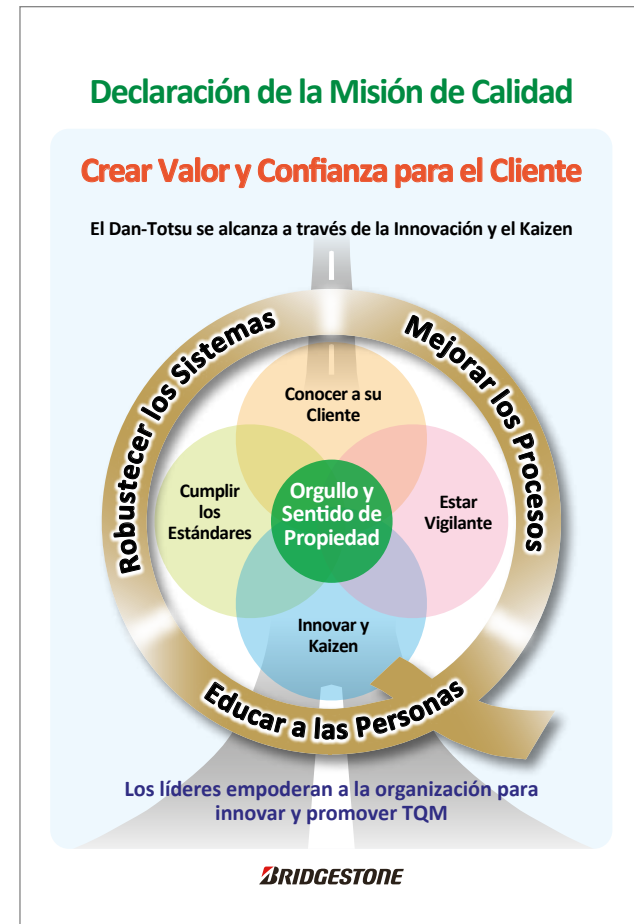 Declaración de la Misión de Calidad
Crear Valor y Confianza para el Cliente
El Dan-Totsu se alcanza a través de la Innovación y el Kaizen
Robustecer los Sistemas
Mejorar los Procesos
Conocer a su
Cliente
Cumplir
los
Estándares
Orgullo y
Sentido de
Propiedad
Estar
Vigilante
Innovar y
Kaizen
Educar a las Personas
Los líderes empoderan a la organización para
innovar y promover TQM
BRIDGESTONE